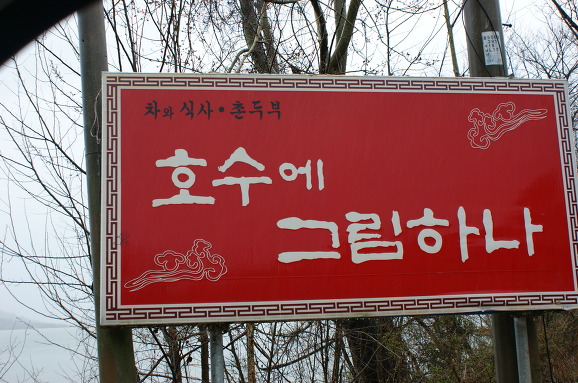 차와 식사 • 촌두부
호수에
그림하나